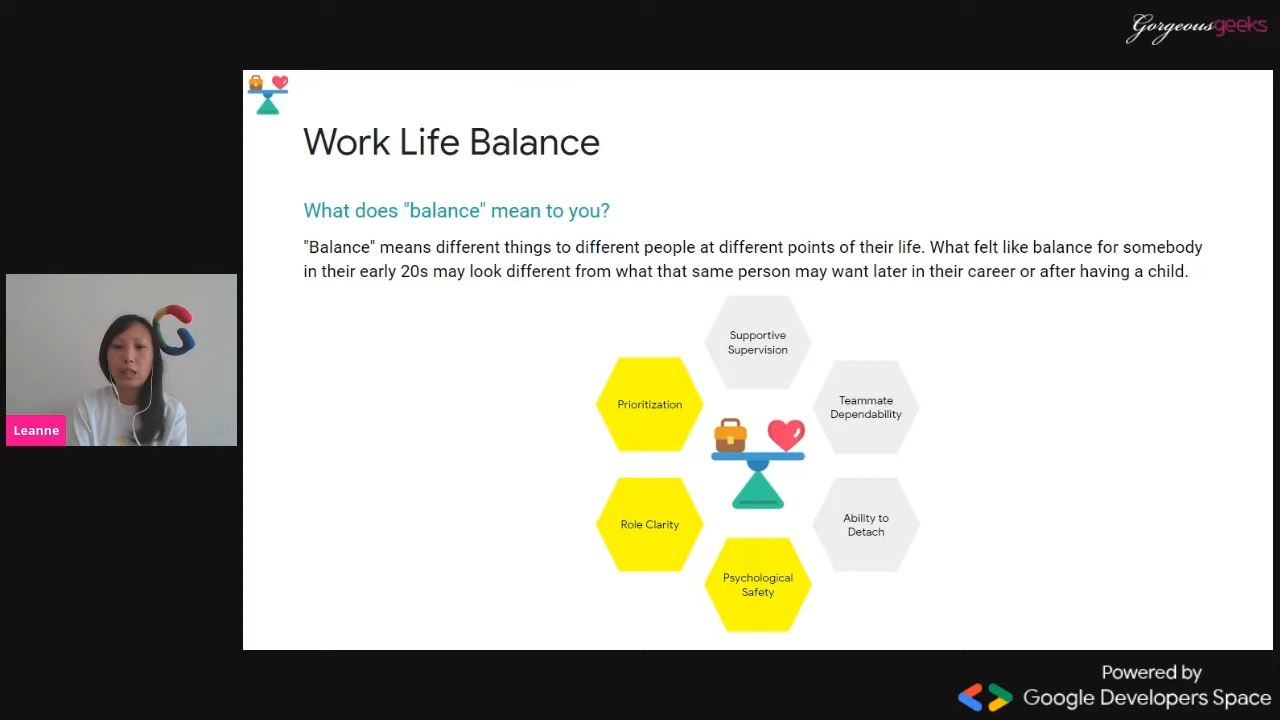 Gorgeousgeeks
Work Life Balance
What does "balance" mean to you?
"Balance" means different things to different people at different points of their life. What felt like balance for somebody
in their early 20s may look different from what that same person may want later in their career or after having a child.
Supportive
Supervision
Prioritization
Teammate
Dependability
Role Clarity
Ability to
Detach
Psychological
Safety
Leanne
Powered by
Google Developers Space